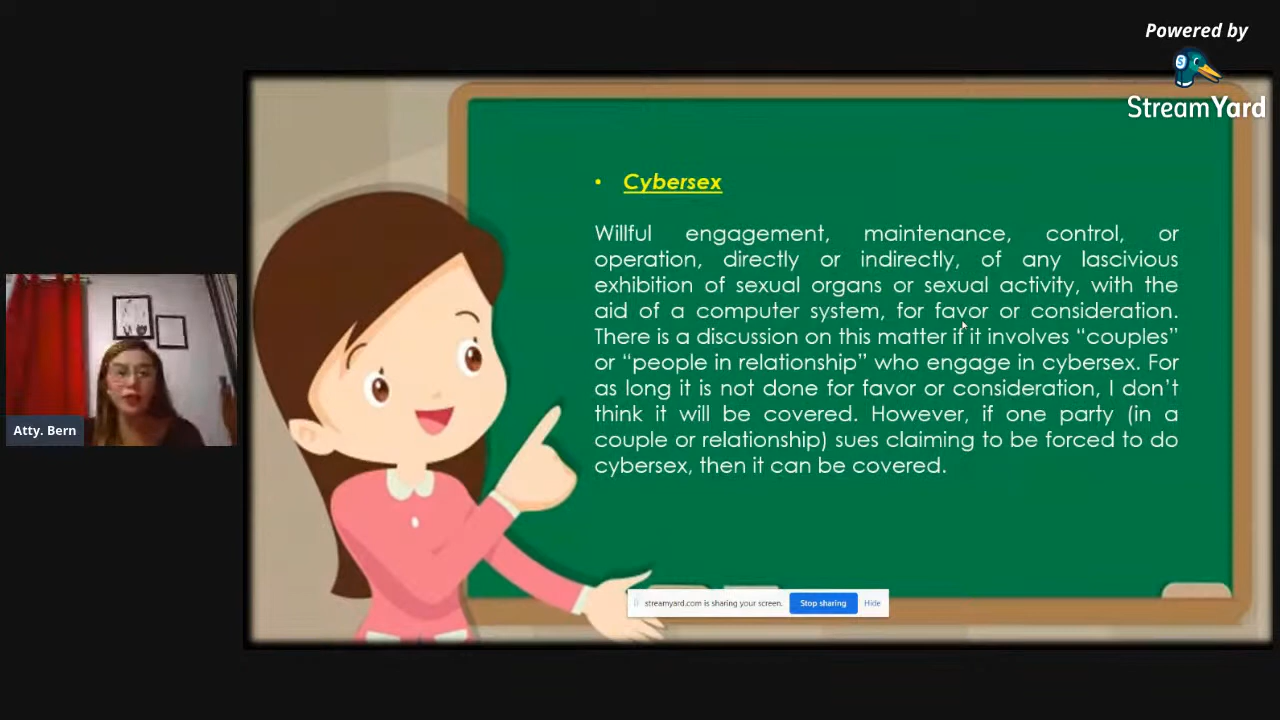 Powered by
StreamYard
• Cybersex
Willful engagement, maintenance, control, or
operation, directly or indirectly, of any lascivious
exhibition of sexual organs or sexual activity, with the
aid of a computer system, for favor or consideration.
There is a discussion on this matter if it involves “couples”
or “people in relationship” who engage in cybersex. For
as long it is not done for favor or consideration, I don’t
think it will be covered. However, if one party (in a
couple or relationship) sues claiming to be forced to do
cybersex, then it can be covered.
Atty. Bern
streamyard.com is sharing your screen. Stop sharing Hide